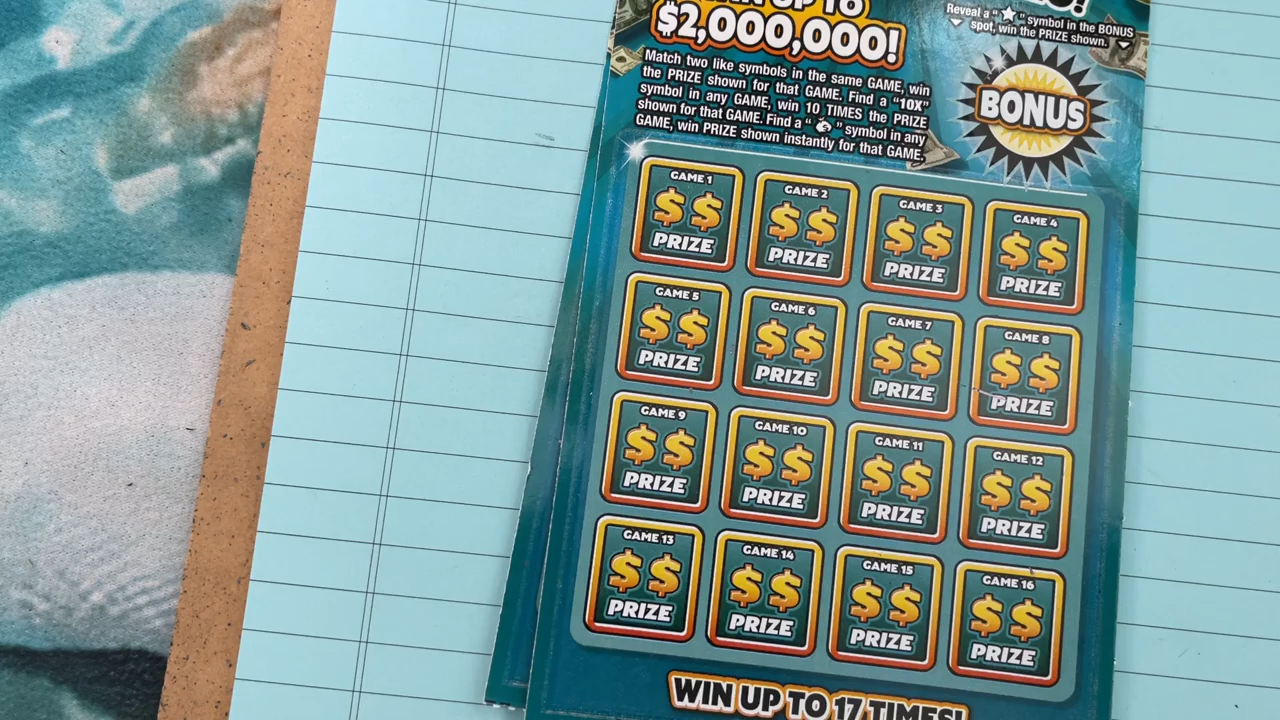 WIN UP TO
$2,000,000!
Match two like symbols in the same GAME, win
the PRIZE shown for that GAME. Find a "10X"
symbol in any GAME, win 10 TIMES the PRIZE
shown for that GAME. Find a " " symbol in any
GAME, win PRIZE shown instantly for that GAME.
Reveal a "★" symbol in the BONUS
spot, win the PRIZE shown.
BONUS
GAME 1 GAME 2 GAME 3 GAME 4
$$ $$ $$ $$
PRIZE PRIZE PRIZE PRIZE
GAME 5 GAME 6 GAME 7 GAME 8
$$ $$ $$ $$
PRIZE PRIZE PRIZE PRIZE
GAME 9 GAME 10 GAME 11 GAME 12
$$ $$ $$ $$
PRIZE PRIZE PRIZE PRIZE
GAME 13 GAME 14 GAME 15 GAME 16
$$ $$ $$ $$
PRIZE PRIZE PRIZE PRIZE
WIN UP TO 17 TIMES!